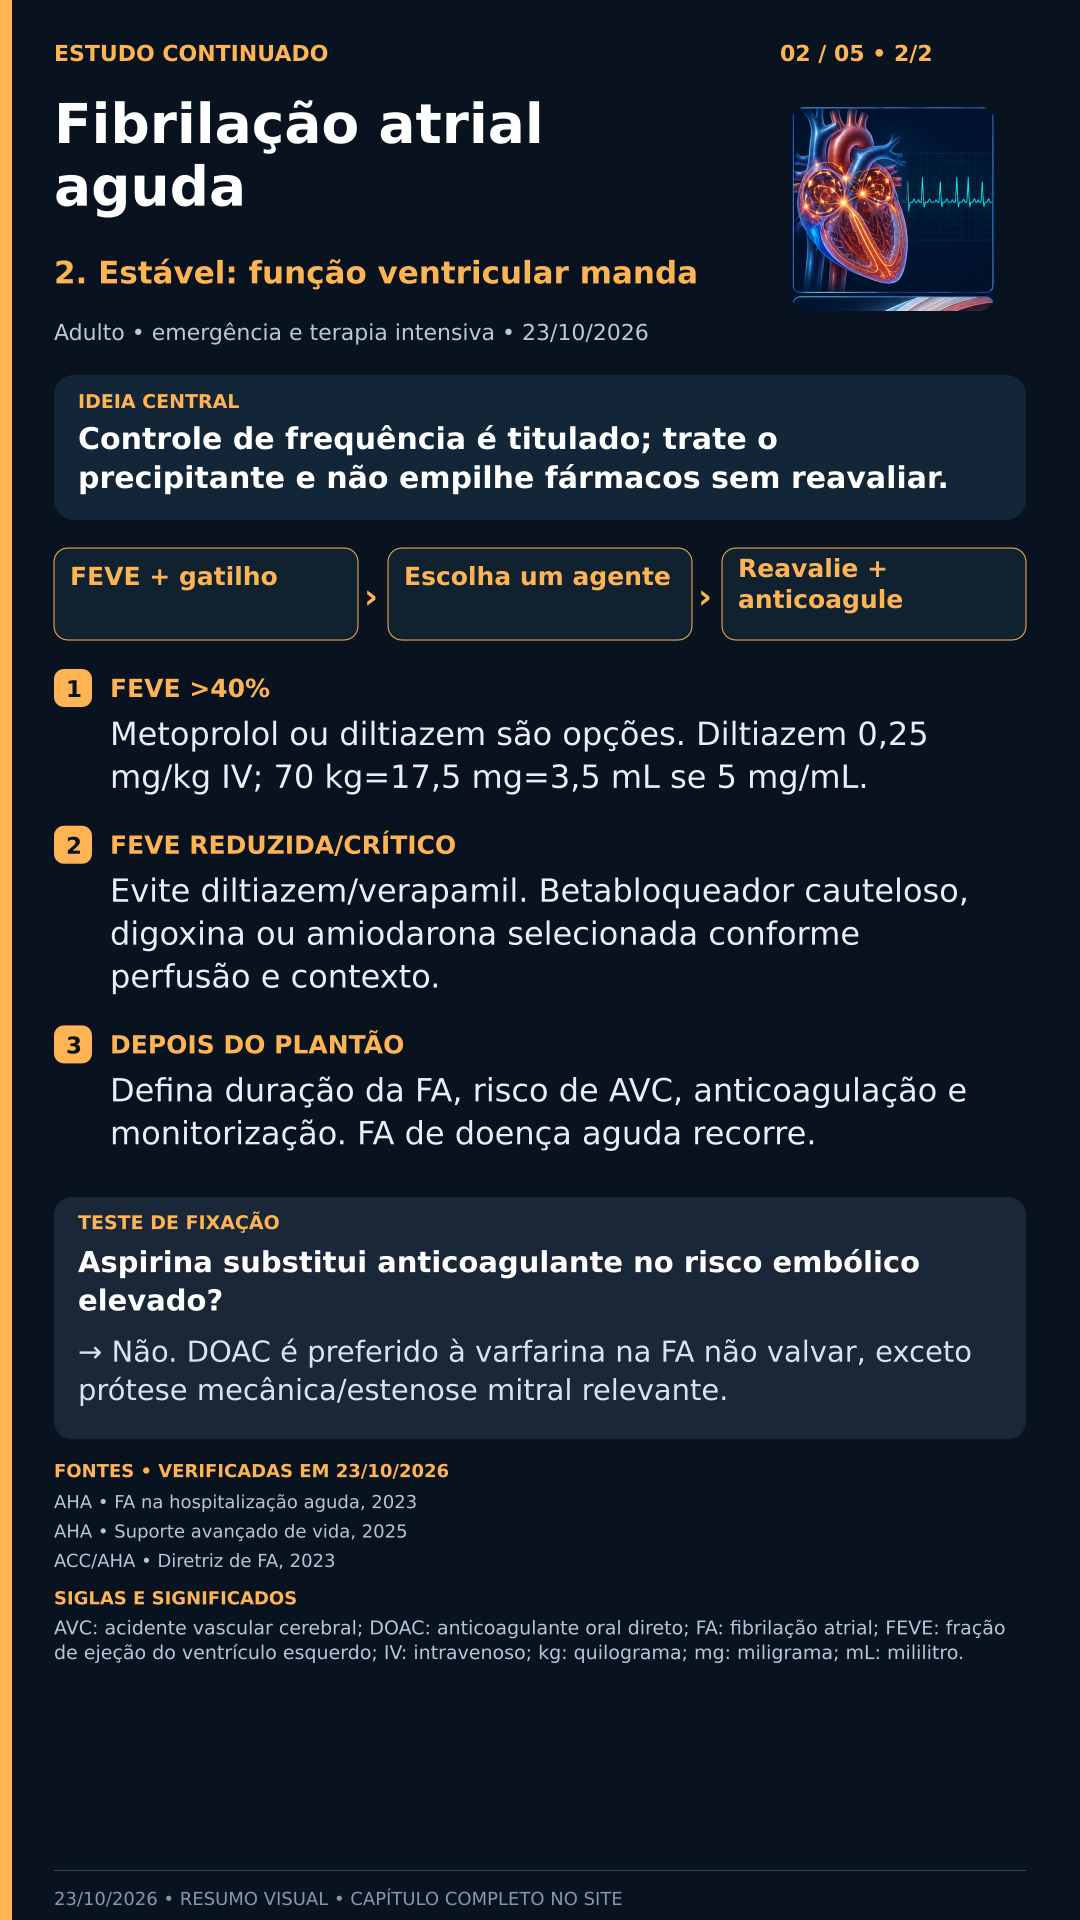 ESTUDO CONTINUADO
02 / 05 • 2/2
Fibrilação atrial
aguda
2. Estável: função ventricular manda
Adulto • emergência e terapia intensiva • 23/10/2026
IDEIA CENTRAL
Controle de frequência é titulado; trate o
precipitante e não empilhe fármacos sem reavaliar.
FEVE + gatilho
›
Escolha um agente
›
Reavalie +
anticoagule
1
FEVE >40%
Metoprolol ou diltiazem são opções. Diltiazem 0,25
mg/kg IV; 70 kg=17,5 mg=3,5 mL se 5 mg/mL.
2
FEVE REDUZIDA/CRÍTICO
Evite diltiazem/verapamil. Betabloqueador cauteloso,
digoxina ou amiodarona selecionada conforme
perfusão e contexto.
3
DEPOIS DO PLANTÃO
Defina duração da FA, risco de AVC, anticoagulação e
monitorização. FA de doença aguda recorre.
TESTE DE FIXAÇÃO
Aspirina substitui anticoagulante no risco embólico
elevado?
→ Não. DOAC é preferido à varfarina na FA não valvar, exceto
prótese mecânica/estenose mitral relevante.
FONTES • VERIFICADAS EM 23/10/2026
AHA • FA na hospitalização aguda, 2023
AHA • Suporte avançado de vida, 2025
ACC/AHA • Diretriz de FA, 2023
SIGLAS E SIGNIFICADOS
AVC: acidente vascular cerebral; DOAC: anticoagulante oral direto; FA: fibrilação atrial; FEVE: fração
de ejeção do ventrículo esquerdo; IV: intravenoso; kg: quilograma; mg: miligrama; mL: mililitro.
23/10/2026 • RESUMO VISUAL • CAPÍTULO COMPLETO NO SITE